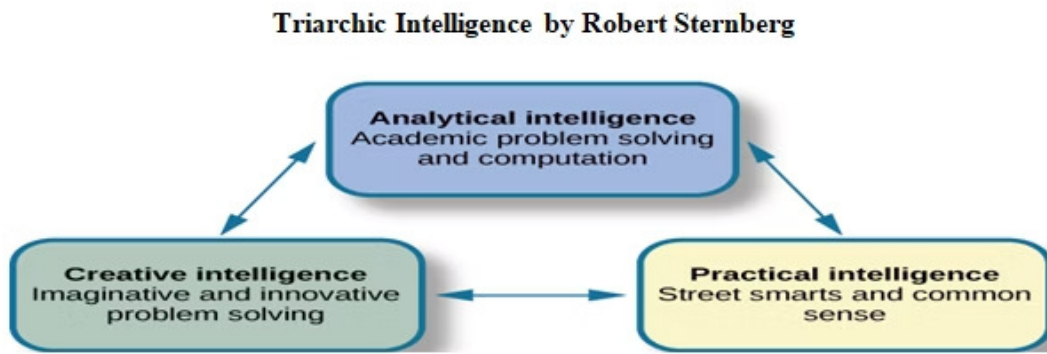 Triarchic Intelligence by Robert Sternberg
Analytical intelligence
Academic problem solving
and computation
Creative intelligence
Imaginative and innovative
problem solving
Practical intelligence
Street smarts and common
sense